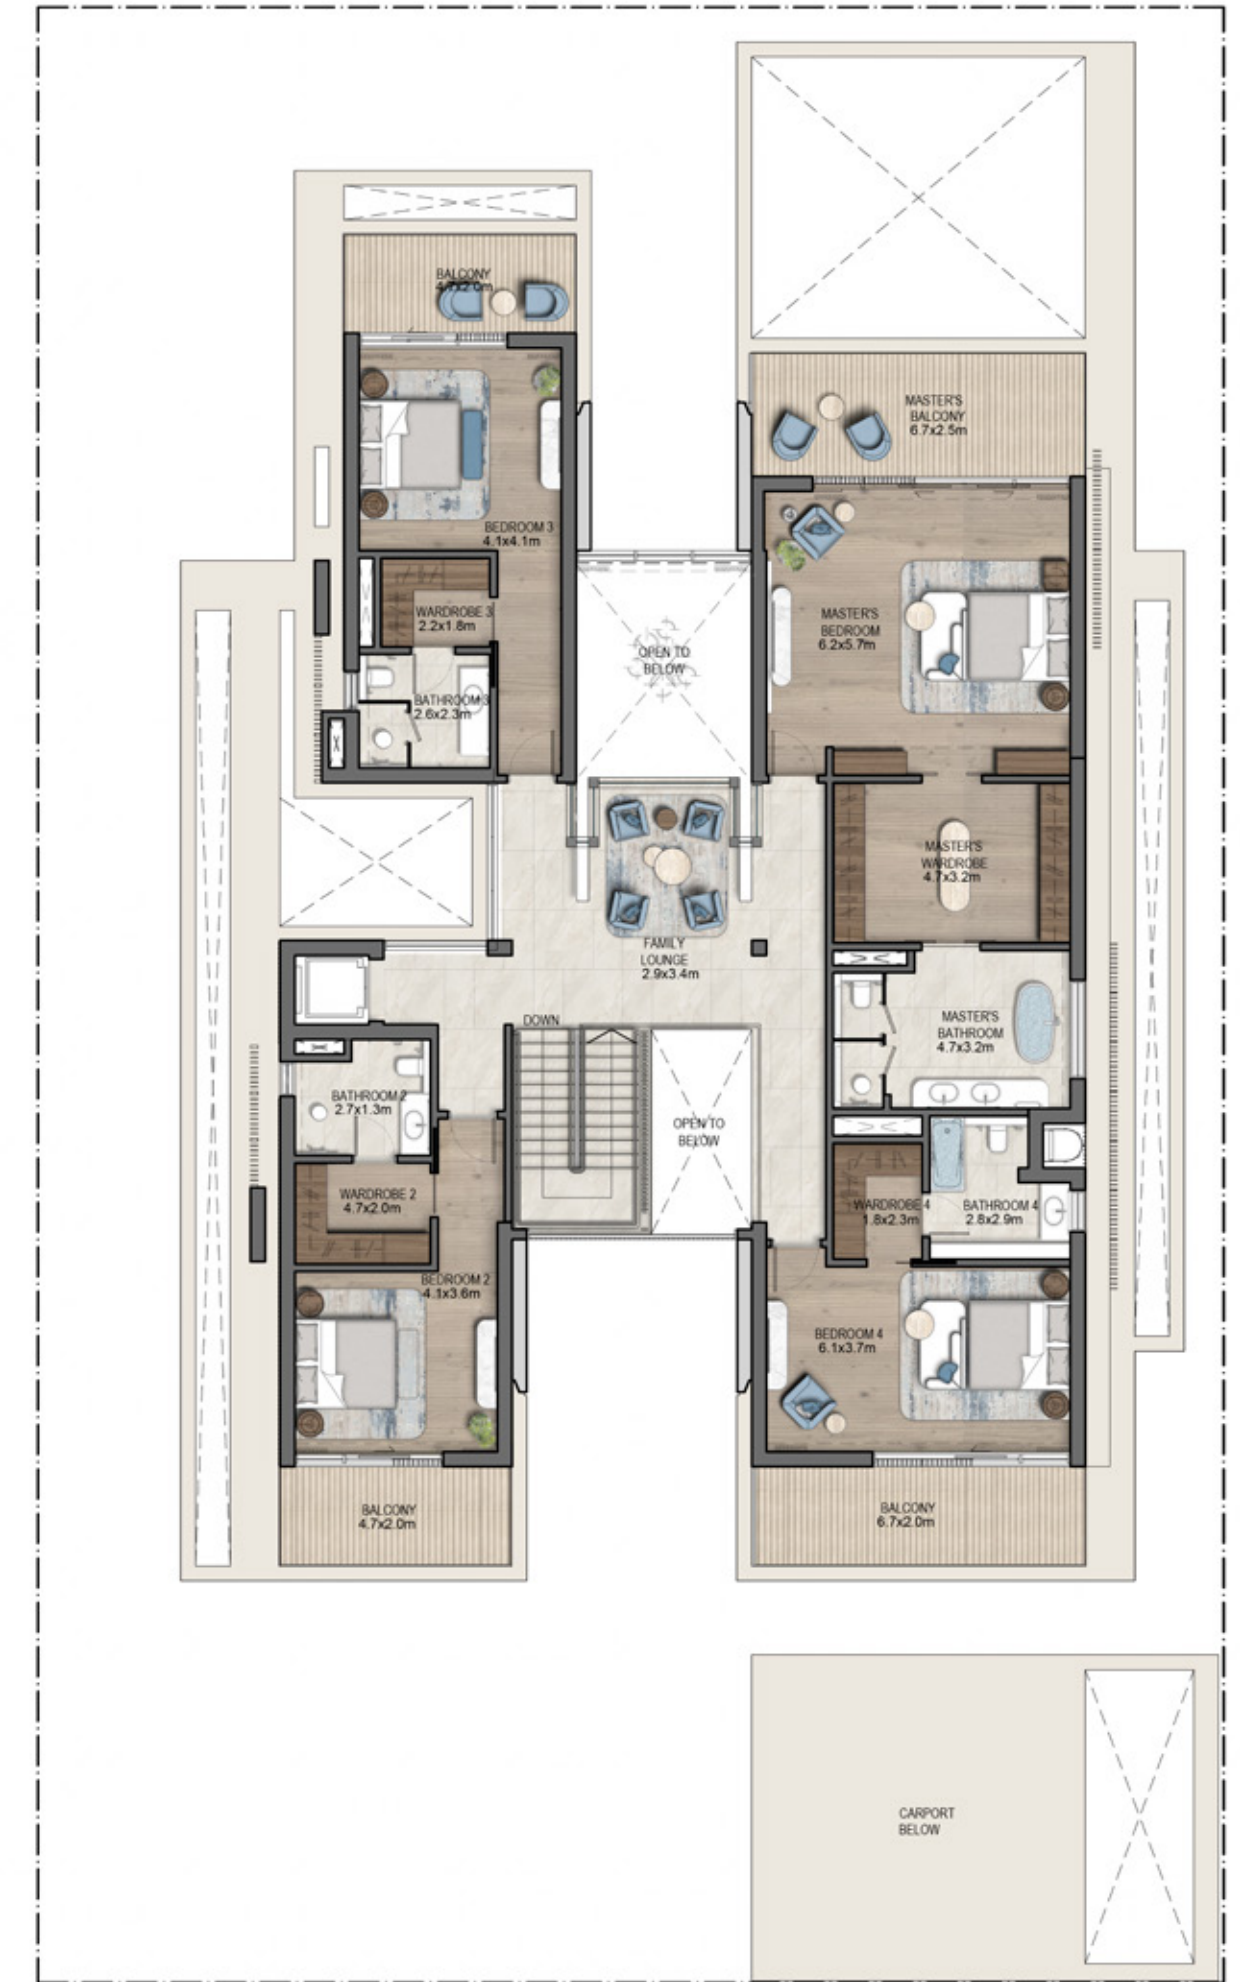 BALCONY
4.7x2.0m
MASTER'S
BALCONY
6.7x2.5m
BEDROOM 3
4.1x4.1m
WARDROBE 3
2.2x1.8m
MASTER'S
BEDROOM
6.2x5.7m
OPEN TO
BELOW
BATHROOM 3
2.6x2.3m
MASTER'S
WARDROBE
4.7x3.2m
FAMILY
LOUNGE
2.9x3.4m
DOWN
MASTER'S
BATHROOM
4.7x3.2m
BATHROOM 2
2.7x1.3m
OPEN TO
BELOW
WARDROBE 2
4.7x2.0m
WARDROBE 4
1.8x2.3m
BATHROOM 4
2.8x2.9m
BEDROOM 2
4.1x3.6m
BEDROOM 4
6.1x3.7m
BALCONY
4.7x2.0m
BALCONY
6.7x2.0m
CARPORT
BELOW